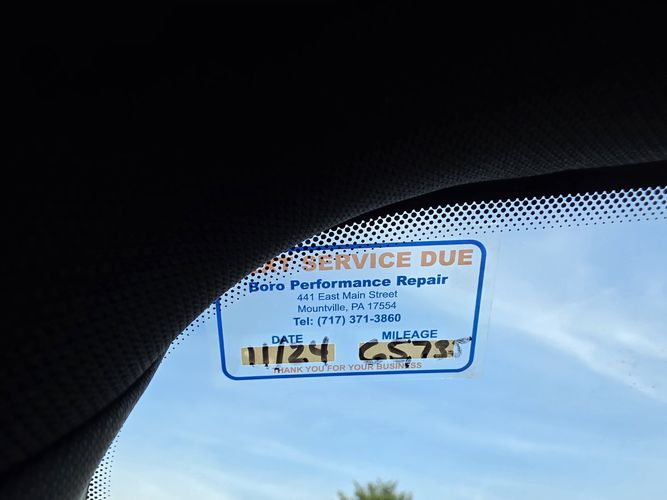 SERVICE DUE
Boro Performance Repair
441 East Main Street
Mountville, PA 17554
Tel: (717) 371-3860
DATE MILEAGE
11/24 65785
THANK YOU FOR YOUR BUSINESS